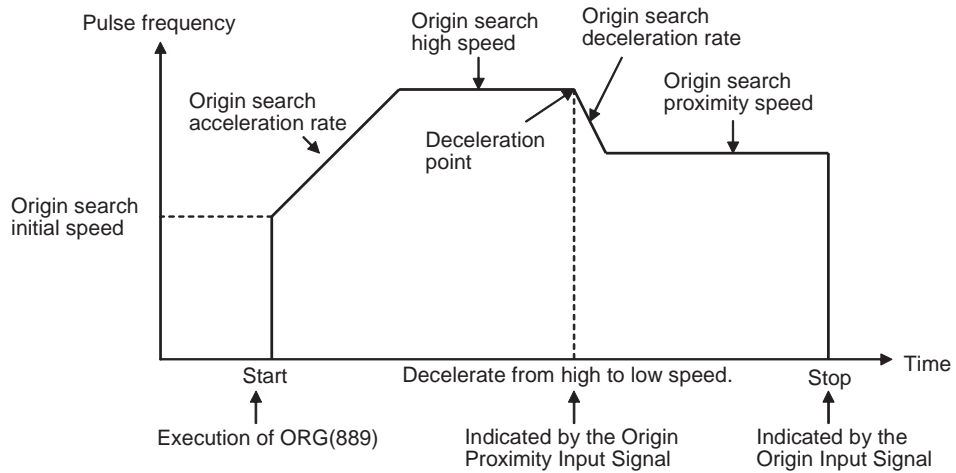 Pulse frequency
Origin search
high speed
Origin search
deceleration rate
Origin search
acceleration rate
Origin search
proximity speed
Deceleration
point
Origin search
initial speed
Time
Start
Decelerate from high to low speed.
Stop
Execution of ORG(889)
Indicated by the Origin
Proximity Input Signal
Indicated by the
Origin Input Signal